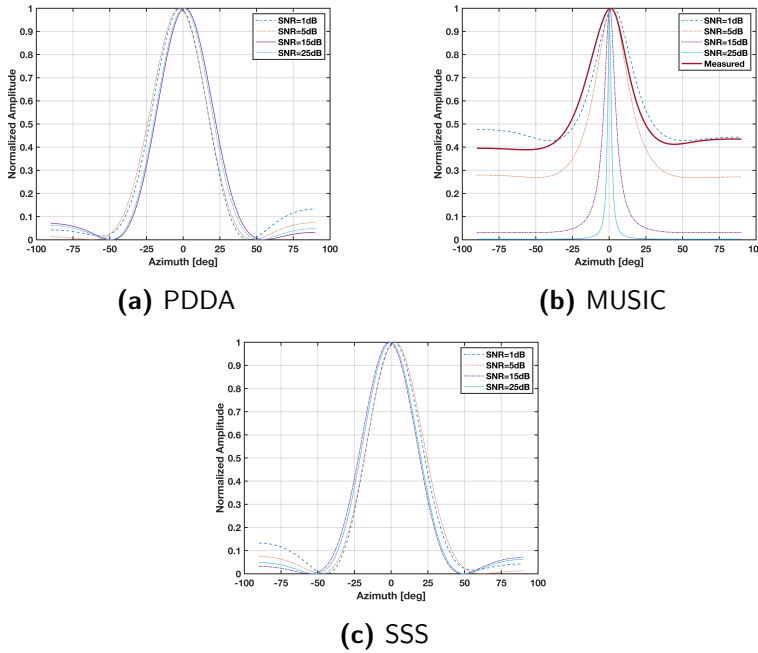 1
0.9
0.8
0.7
0.6
0.5
0.4
0.3
0.2
0.1
0
Normalized Amplitude
-100 -75 -50 -25 0 25 50 75 100
Azimuth [deg]
SNR=1dB
SNR=5dB
SNR=15dB
SNR=25dB
(a) PDDA
1
0.9
0.8
0.7
0.6
0.5
0.4
0.3
0.2
0.1
0
Normalized Amplitude
-100 -75 -50 -25 0 25 50 75 100
Azimuth [deg]
SNR=1dB
SNR=5dB
SNR=15dB
SNR=25dB
Measured
(b) MUSIC
1
0.9
0.8
0.7
0.6
0.5
0.4
0.3
0.2
0.1
0
Normalized Amplitude
-100 -75 -50 -25 0 25 50 75 100
Azimuth [deg]
SNR=1dB
SNR=5dB
SNR=15dB
SNR=25dB
(c) SSS